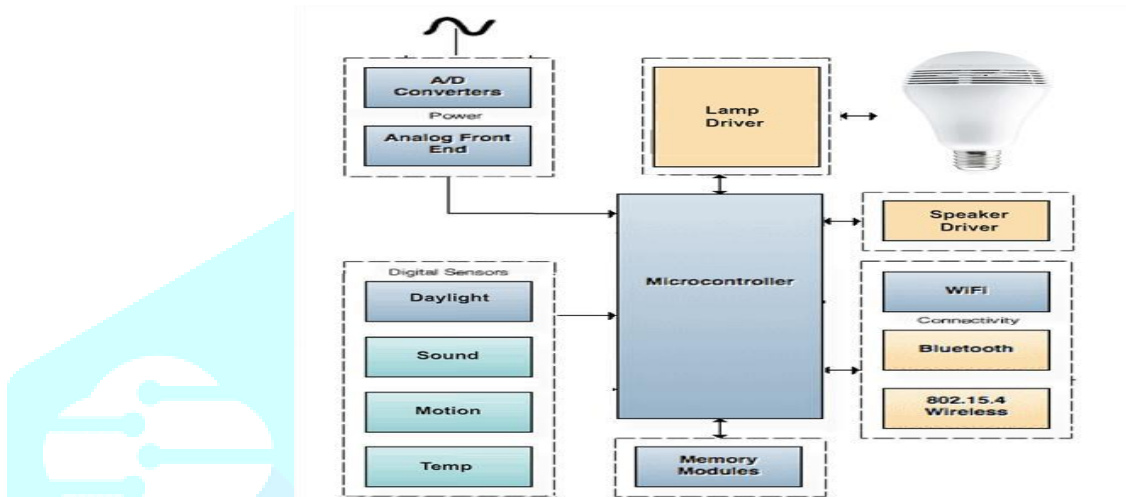 A/D
Converters
Power
Analog Front
End
Lamp
Driver
Speaker
Driver
Digital Sensors
Daylight
Sound
Motion
Temp
Microcontroller
WiFi
Connectivity
Bluetooth
802.15.4
Wireless
Memory
Modules